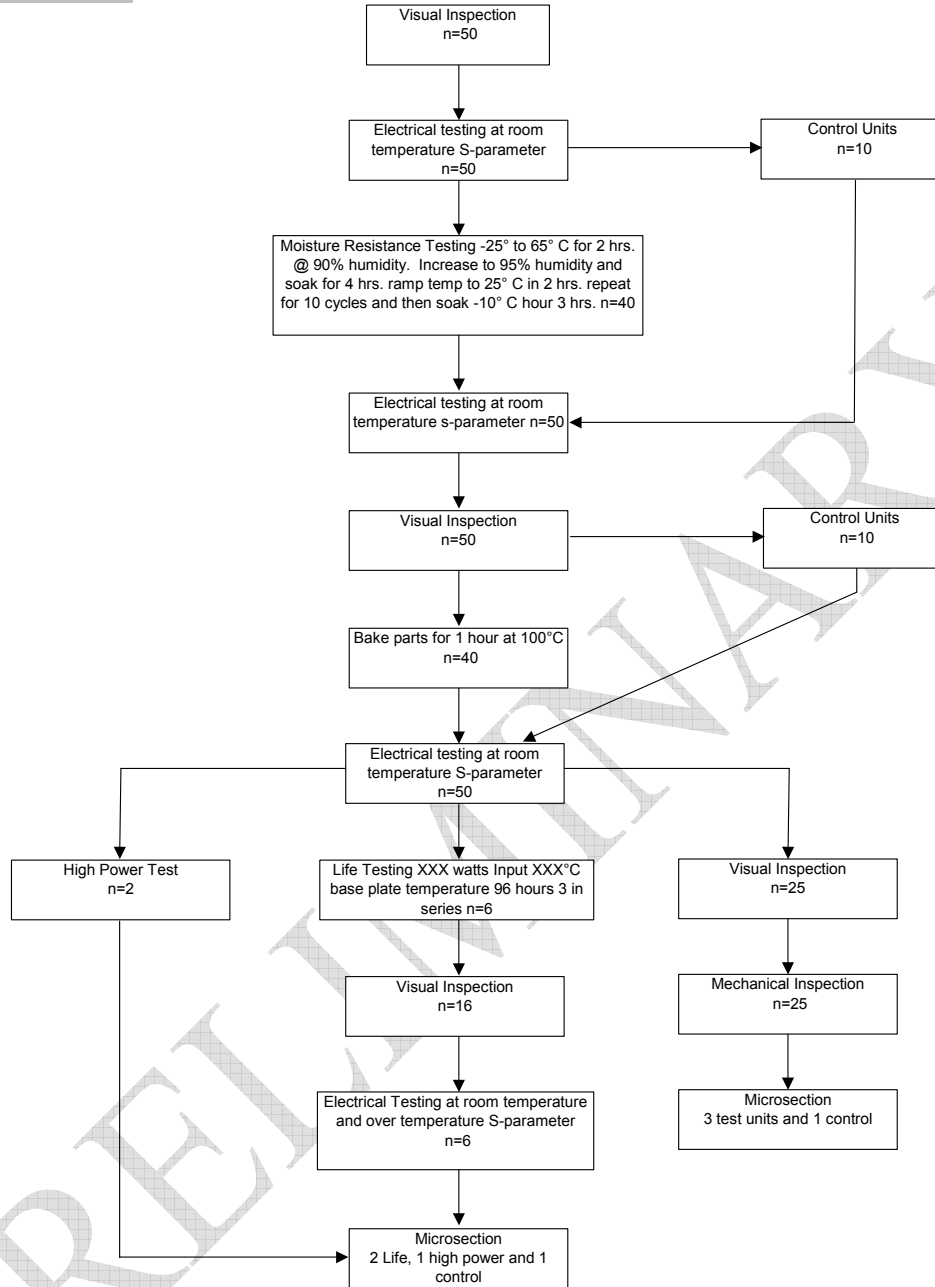 Visual Inspection
n=50
Electrical testing at room
temperature S-parameter
n=50
Control Units
n=10
Moisture Resistance Testing -25° to 65° C for 2 hrs.
@ 90% humidity.  Increase to 95% humidity and
soak for 4 hrs. ramp temp to 25° C in 2 hrs. repeat
for 10 cycles and then soak -10° C hour 3 hrs. n=40
Electrical testing at room
temperature s-parameter n=50
Visual Inspection
n=50
Control Units
n=10
Bake parts for 1 hour at 100°C
n=40
Electrical testing at room
temperature S-parameter
n=50
High Power Test
n=2
Life Testing XXX watts Input XXX°C
base plate temperature 96 hours 3 in
series n=6
Visual Inspection
n=25
Visual Inspection
n=16
Mechanical Inspection
n=25
Electrical Testing at room temperature
and over temperature S-parameter
n=6
Microsection
3 test units and 1 control
Microsection
2 Life, 1 high power and 1
control
RELIMINARY